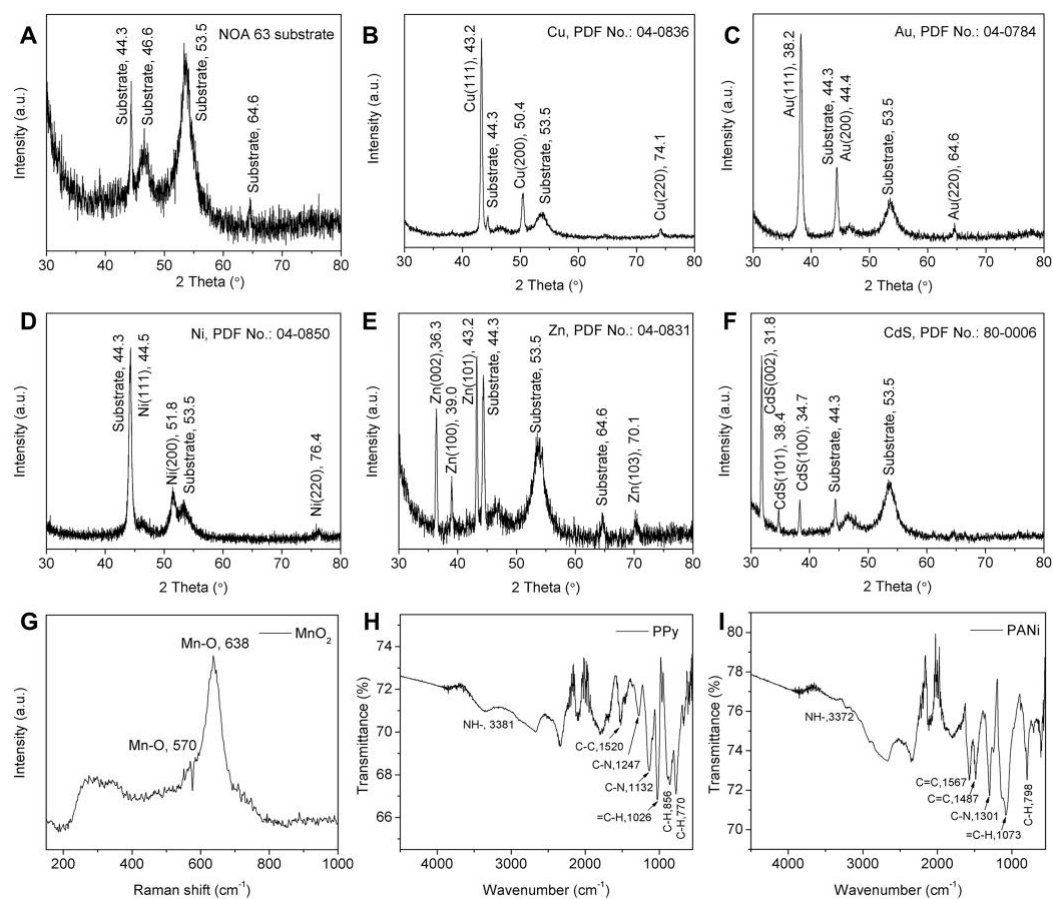 A
NOA 63 substrate
Substrate, 44.3
Substrate, 46.6
Substrate, 53.5
Substrate, 64.6
Intensity (a.u.)
30 40 50 60 70 80
2 Theta (°)
B
Cu, PDF No.: 04-0836
Cu(111), 43.2
Substrate, 44.3
Cu(200), 50.4
Substrate, 53.5
Cu(220), 74.1
Intensity (a.u.)
30 40 50 60 70 80
2 Theta (°)
C
Au, PDF No.: 04-0784
Au(111), 38.2
Substrate, 44.3
Au(200), 44.4
Substrate, 53.5
Au(220), 64.6
Intensity (a.u.)
30 40 50 60 70 80
2 Theta (°)
D
Ni, PDF No.: 04-0850
Substrate, 44.3
Ni(111), 44.5
Ni(200), 51.8
Substrate, 53.5
Ni(220), 76.4
Intensity (a.u.)
30 40 50 60 70 80
2 Theta (°)
E
Zn, PDF No.: 04-0831
Zn(002),36.3
Zn(100), 39.0
Zn(101), 43.2
Substrate, 44.3
Substrate, 53.5
Substrate, 64.6
Zn(103), 70.1
Intensity (a.u.)
30 40 50 60 70 80
2 Theta (°)
F
CdS, PDF No.: 80-0006
CdS(002), 31.8
CdS(101), 38.4
CdS(100), 34.7
Substrate, 44.3
Substrate, 53.5
Intensity (a.u.)
30 40 50 60 70 80
2 Theta (°)
G
MnO₂
Mn-O, 638
Mn-O, 570
Intensity (a.u.)
200 400 600 800 1000
Raman shift (cm⁻¹)
H
PPy
74
72
70
68
66
NH-, 3381
C-C,1520
C-N,1247
C-N,1132
=C-H,1026
C-H,856
C-H,770
Transmittance (%)
4000 3000 2000 1000
Wavenumber (cm⁻¹)
I
PANi
80
78
76
74
72
70
NH-,3372
C=C,1567
C=C,1487
C-N,1301
=C-H,1073
C-H,798
Transmittance (%)
4000 3000 2000 1000
Wavenumber (cm⁻¹)